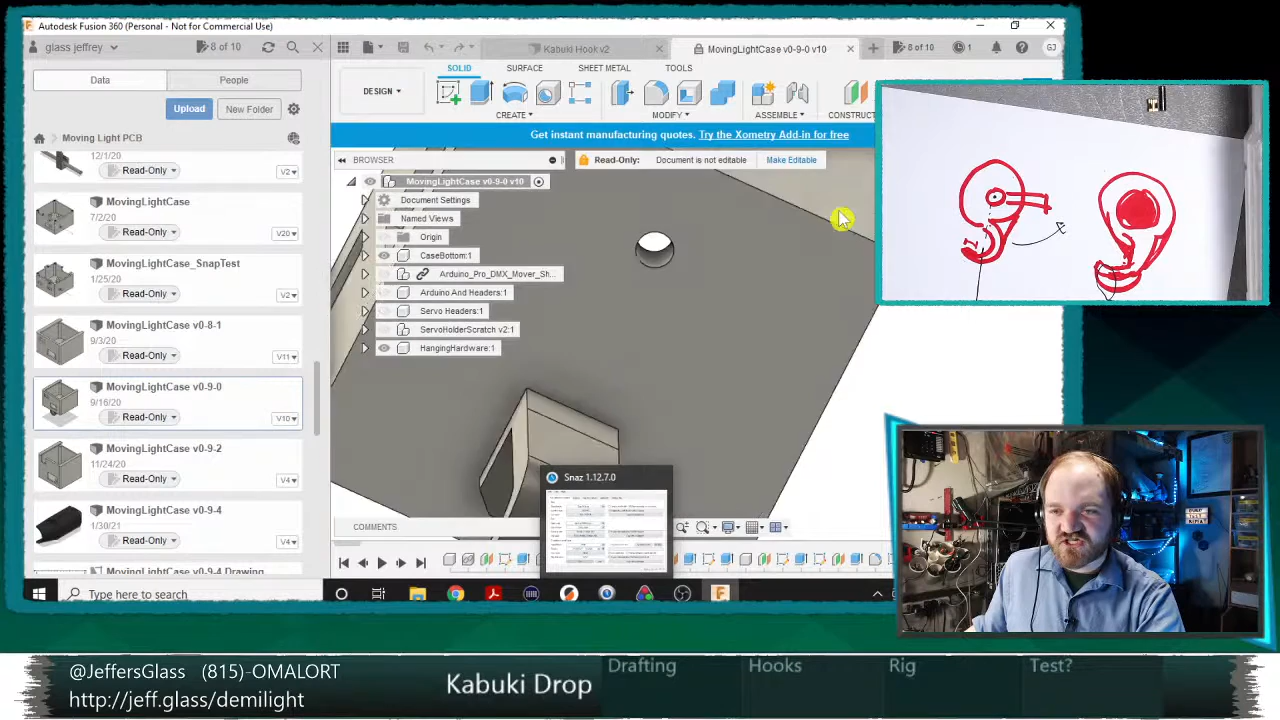 Autodesk Fusion 360 (Personal - Not for Commercial Use)
glass jeffrey
8 of 10
Kabuki Hook v2
MovingLightCase v0-9-0 v10
8 of 10
1
GJ
Data
People
Upload
New Folder
Moving Light PCB
12/1/20
Read-Only
V2
MovingLightCase
7/2/20
Read-Only
V20
MovingLightCase_SnapTest
1/25/20
Read-Only
V2
MovingLightCase v0-8-1
9/3/20
Read-Only
V11
MovingLightCase v0-9-0
9/16/20
Read-Only
V10
MovingLightCase v0-9-2
11/24/20
Read-Only
V4
MovingLightCase v0-9-4
1/30/21
Read-Only
V4
MovingLightCase v0-9-4 Drawing
DESIGN
SOLID
SURFACE
SHEET METAL
TOOLS
CREATE
MODIFY
ASSEMBLE
CONSTRUCT
Get instant manufacturing quotes. Try the Xometry Add-in for free
BROWSER
Read-Only:
Document is not editable
Make Editable
MovingLightCase v0-9-0 v10
Document Settings
Named Views
Origin
CaseBottom:1
Arduino_Pro_DMX_Mover_Sh...
Arduino And Headers:1
Servo Headers:1
ServoHolderScratch v2:1
HangingHardware:1
Snaz 1.12.7.0
COMMENTS
Type here to search
@JeffersGlass (815)-OMALORT
http://jeff.glass/demilight
Kabuki Drop
Drafting
Hooks
Rig
Test?